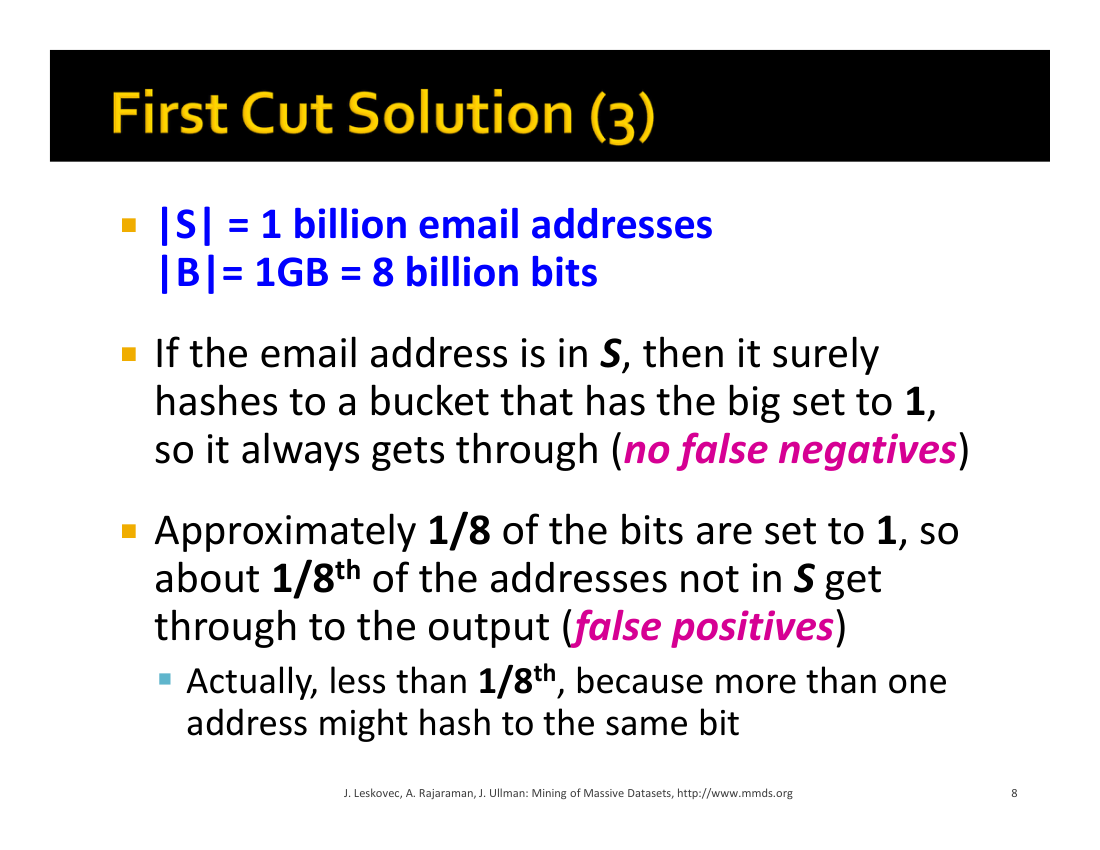 First Cut Solution (3)
|S| = 1 billion email addresses
|B|= 1GB = 8 billion bits
If the email address is in S, then it surely
hashes to a bucket that has the big set to 1,
so it always gets through (no false negatives)
Approximately 1/8 of the bits are set to 1, so
about 1/8th of the addresses not in S get
through to the output (false positives)
Actually, less than 1/8th, because more than one
address might hash to the same bit
J. Leskovec, A. Rajaraman, J. Ullman: Mining of Massive Datasets, http://www.mmds.org
8